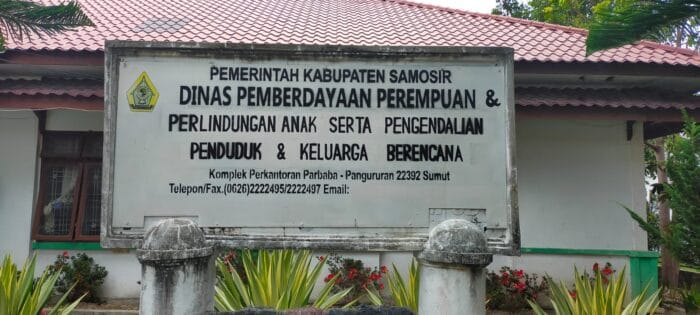 PEMERINTAH KABUPATEN SAMOSIR
DINAS PEMBERDAYAAN PEREMPUAN &
PERLINDUNGAN ANAK SERTA PENGENDALIAN
PENDUDUK & KELUARGA BERENCANA
Komplek Perkantoran Parbaba - Pangururan 22392 Sumut
Telepon/Fax.(0626)2222495/2222497 Email: